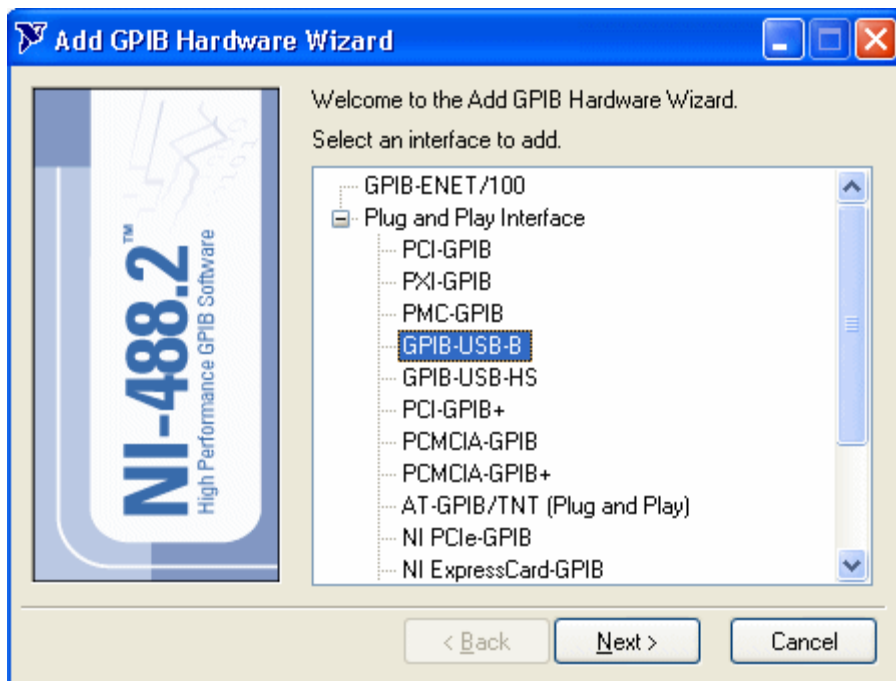 Add GPIB Hardware Wizard
NI-488.2™
High Performance GPIB Software
Welcome to the Add GPIB Hardware Wizard.
Select an interface to add.
GPIB-ENET/100
Plug and Play Interface
PCI-GPIB
PXI-GPIB
PMC-GPIB
GPIB-USB-B
GPIB-USB-HS
PCI-GPIB+
PCMCIA-GPIB
PCMCIA-GPIB+
AT-GPIB/TNT (Plug and Play)
NI PCIe-GPIB
NI ExpressCard-GPIB
< Back
Next >
Cancel